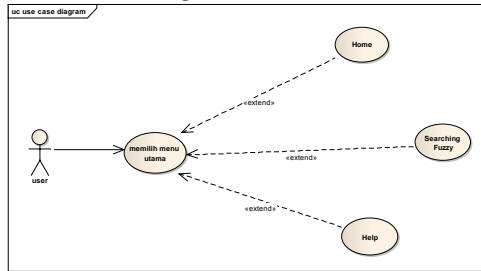 uc use case diagram
Home
«extend»
Searching
Fuzzy
memilih menu
utama
«extend»
user
«extend»
Help